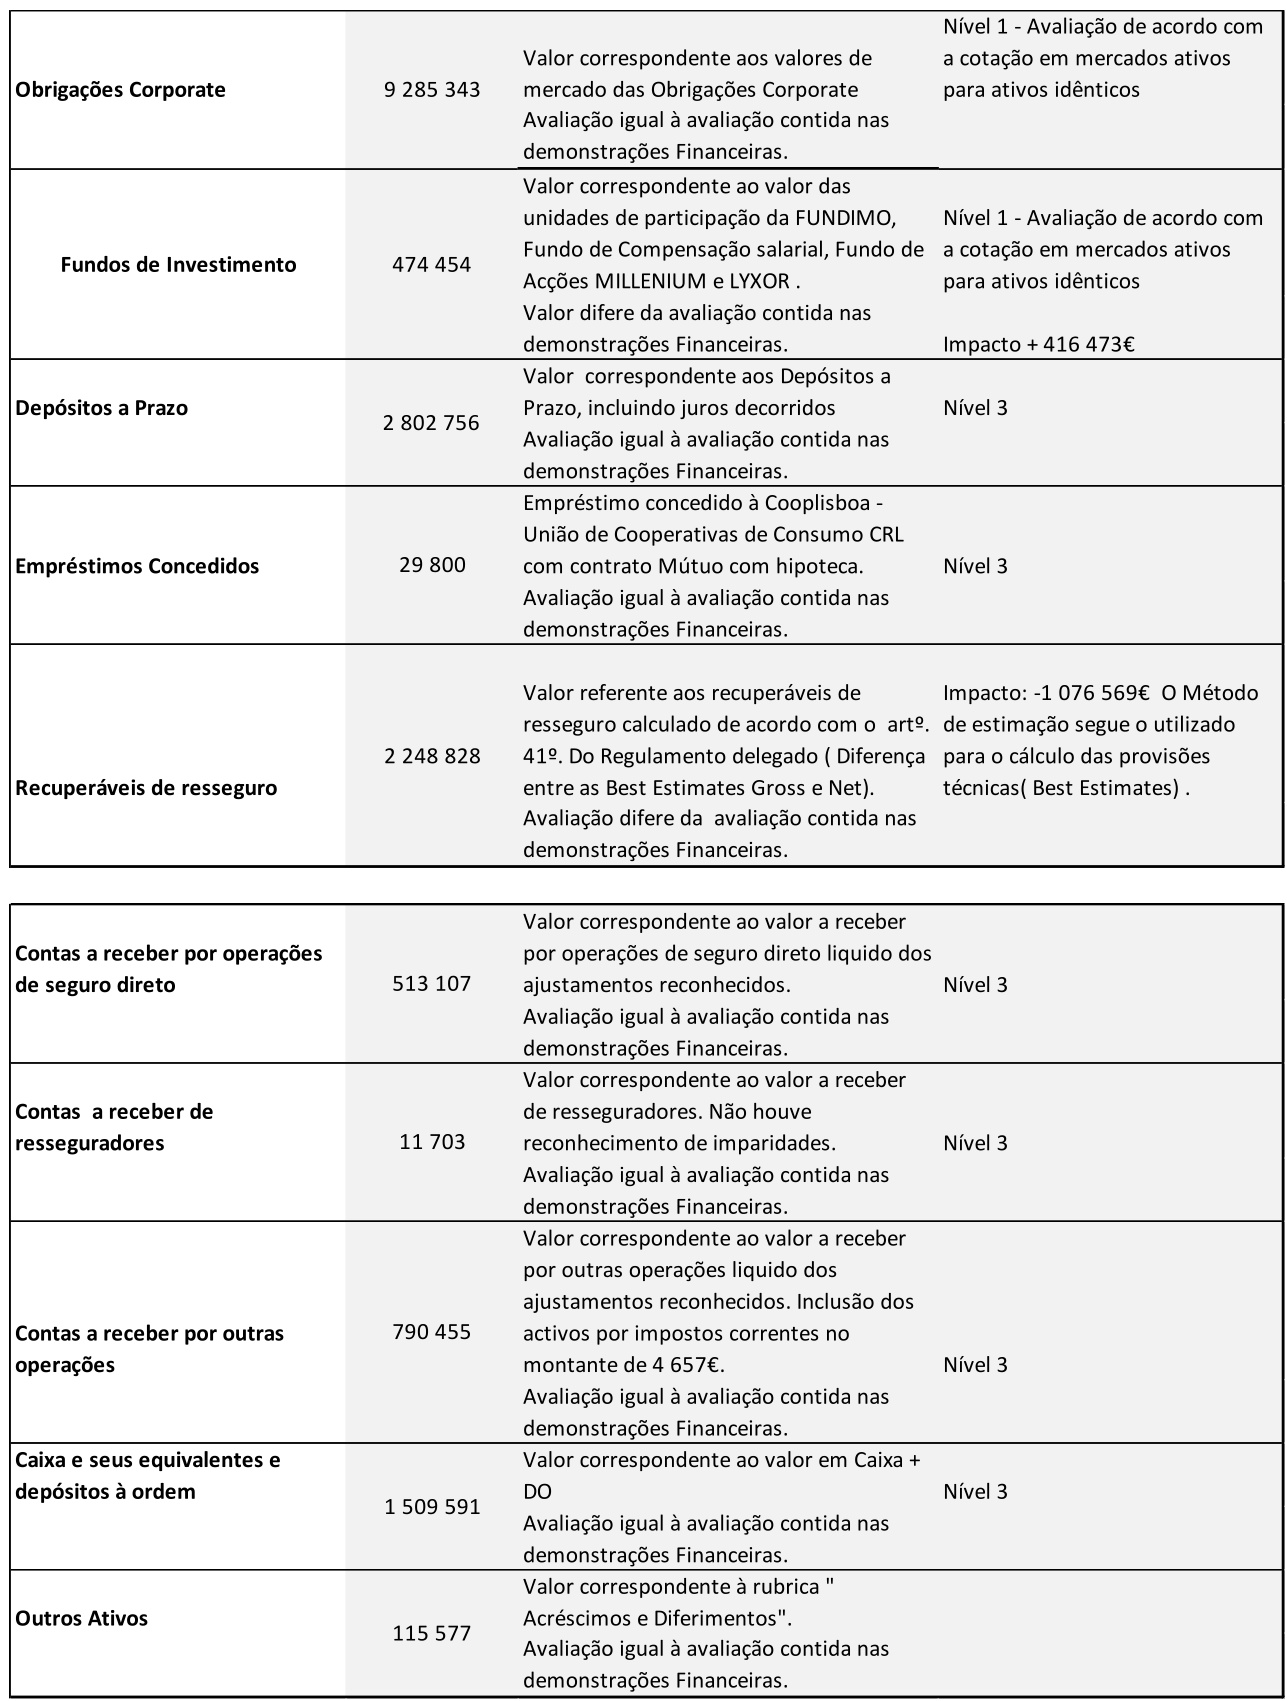 Obrigações Corporate
9 285 343
Valor correspondente aos valores de
mercado das Obrigações Corporate
Avaliação igual à avaliação contida nas
demonstrações Financeiras.
Nível 1 - Avaliação de acordo com
a cotação em mercados ativos
para ativos idênticos
Fundos de Investimento
474 454
Valor correspondente ao valor das
unidades de participação da FUNDIMO,
Fundo de Compensação salarial, Fundo de
Acções MILLENIUM e LYXOR .
Valor difere da avaliação contida nas
demonstrações Financeiras.
Nível 1 - Avaliação de acordo com
a cotação em mercados ativos
para ativos idênticos
Impacto + 416 473€
Depósitos a Prazo
2 802 756
Valor  correspondente aos Depósitos a
Prazo, incluindo juros decorridos
Avaliação igual à avaliação contida nas
demonstrações Financeiras.
Nível 3
Empréstimos Concedidos
29 800
Empréstimo concedido à Cooplisboa -
União de Cooperativas de Consumo CRL
com contrato Mútuo com hipoteca.
Avaliação igual à avaliação contida nas
demonstrações Financeiras.
Nível 3
Recuperáveis de resseguro
2 248 828
Valor referente aos recuperáveis de
resseguro calculado de acordo com o  artº.
41º. Do Regulamento delegado ( Diferença
entre as Best Estimates Gross e Net).
Avaliação difere da  avaliação contida nas
demonstrações Financeiras.
Impacto: -1 076 569€  O Método
de estimação segue o utilizado
para o cálculo das provisões
técnicas( Best Estimates) .
Contas a receber por operações
de seguro direto
513 107
Valor correspondente ao valor a receber
por operações de seguro direto liquido dos
ajustamentos reconhecidos.
Avaliação igual à avaliação contida nas
demonstrações Financeiras.
Nível 3
Contas  a receber de
resseguradores
11 703
Valor correspondente ao valor a receber
de resseguradores. Não houve
reconhecimento de imparidades.
Avaliação igual à avaliação contida nas
demonstrações Financeiras.
Nível 3
Contas a receber por outras
operações
790 455
Valor correspondente ao valor a receber
por outras operações liquido dos
ajustamentos reconhecidos. Inclusão dos
activos por impostos correntes no
montante de 4 657€.
Avaliação igual à avaliação contida nas
demonstrações Financeiras.
Nível 3
Caixa e seus equivalentes e
depósitos à ordem
1 509 591
Valor correspondente ao valor em Caixa +
DO
Avaliação igual à avaliação contida nas
demonstrações Financeiras.
Nível 3
Outros Ativos
115 577
Valor correspondente à rubrica "
Acréscimos e Diferimentos".
Avaliação igual à avaliação contida nas
demonstrações Financeiras.